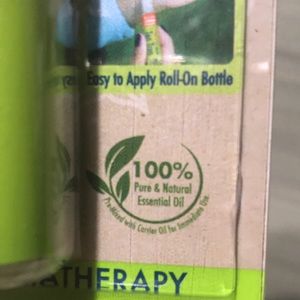 Easy to Apply Roll-On Bottle
100%
Pure & Natural
Essential Oil
Pre-diluted with Carrier Oil for Immediate Use
ATHERAPY